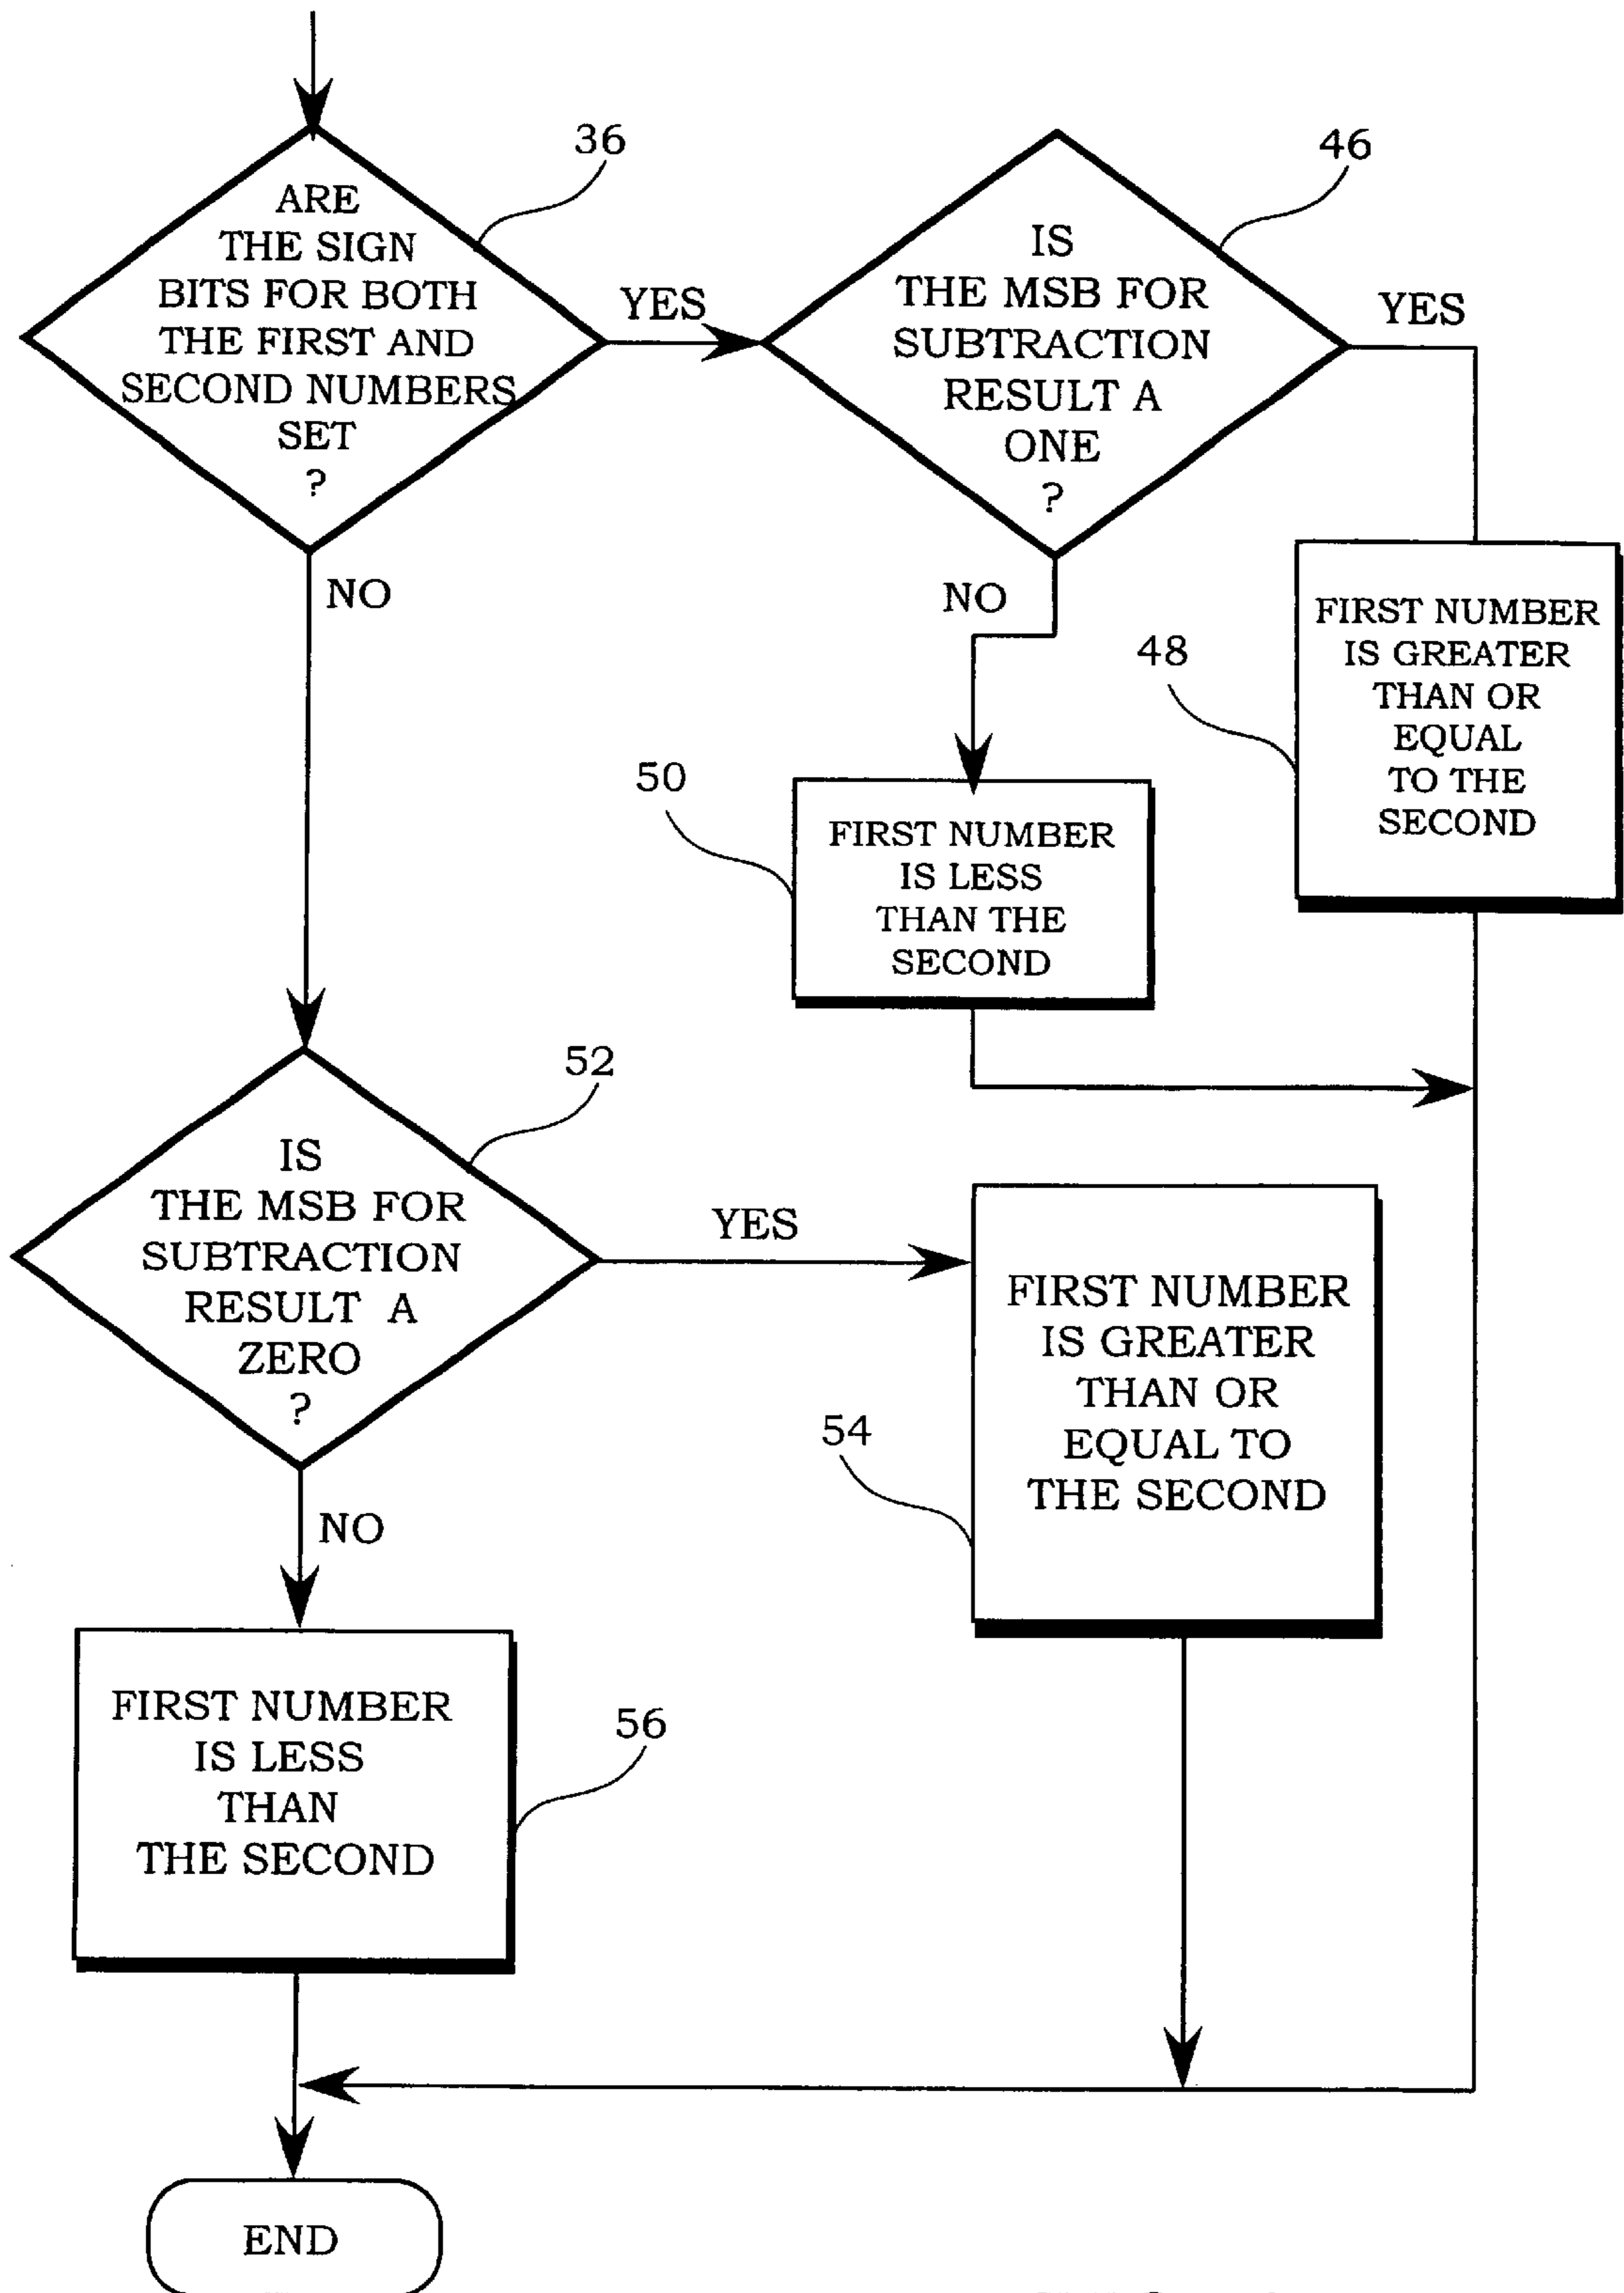 36
ARE
THE SIGN
BITS FOR BOTH
THE FIRST AND
SECOND NUMBERS
SET
?
YES
NO
46
IS
THE MSB FOR
SUBTRACTION
RESULT A
ONE
?
YES
NO
48
FIRST NUMBER
IS GREATER
THAN OR
EQUAL
TO THE
SECOND
50
FIRST NUMBER
IS LESS
THAN THE
SECOND
52
IS
THE MSB FOR
SUBTRACTION
RESULT A
ZERO
?
YES
NO
54
FIRST NUMBER
IS GREATER
THAN OR
EQUAL TO
THE SECOND
56
FIRST NUMBER
IS LESS
THAN
THE SECOND
END